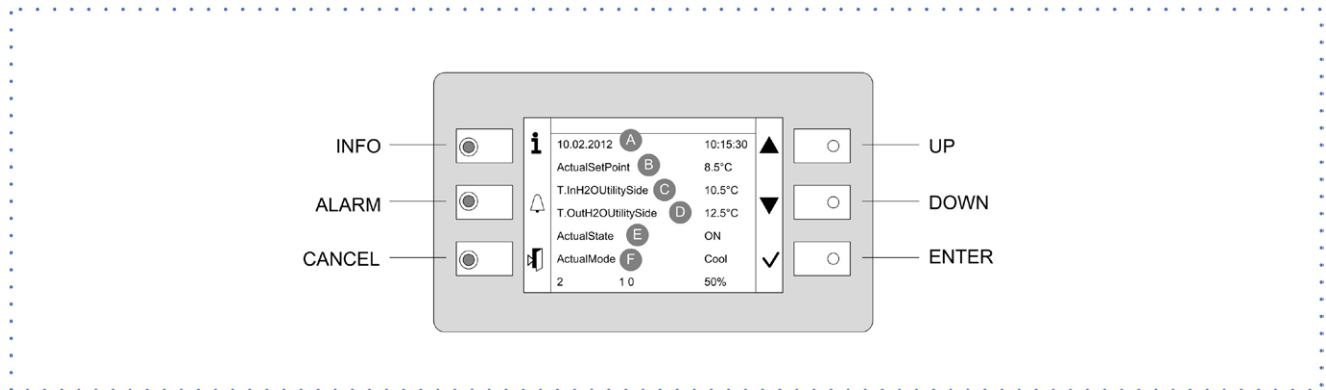 INFO
ALARM
CANCEL
i
10.02.2012 A 10:15:30
ActualSetPoint B 8.5°C
T.InH2OUtilitySide C 10.5°C
T.OutH2OUtilitySide D 12.5°C
ActualState E ON
ActualMode F Cool
2 1 0 50%
UP
DOWN
ENTER